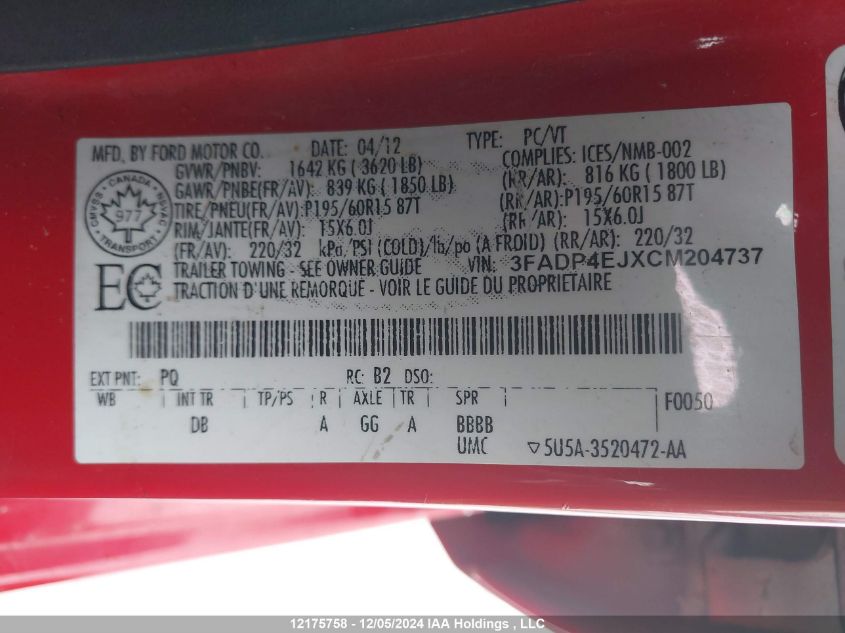 MFD. BY FORD MOTOR CO. DATE: 04/12 TYPE: PC/VT
GVWR/PNBV: 1642 KG ( 3620 LB) COMPLIES: ICES/NMB-002
GAWR/PNBE(FR/AV): 839 KG ( 1850 LB) (RR/AR): 816 KG ( 1800 LB)
TIRE/PNEU(FR/AV):P195/60R15 87T (RR/AR):P195/60R15 87T
RIM/JANTE(FR/AV): 15X6.0J (RR/AR): 15X6.0J
(FR/AV): 220/32 kPa/PSI (COLD)/lb/po (A FROID) (RR/AR): 220/32
TRAILER TOWING - SEE OWNER GUIDE VIN: 3FADP4EJXCM204737
TRACTION D'UNE REMORQUE - VOIR LE GUIDE DU PROPRIETAIRE
CANADA
CMVSS 977 NSVAC
TRANSPORT
EC
EXT PNT: PQ RC: B2 DSO:
WB INT TR TP/PS R AXLE TR SPR F0050
DB A GG A BBBB
UMC ▽5U5A-3520472-AA
12175758 - 12/05/2024 IAA Holdings , LLC